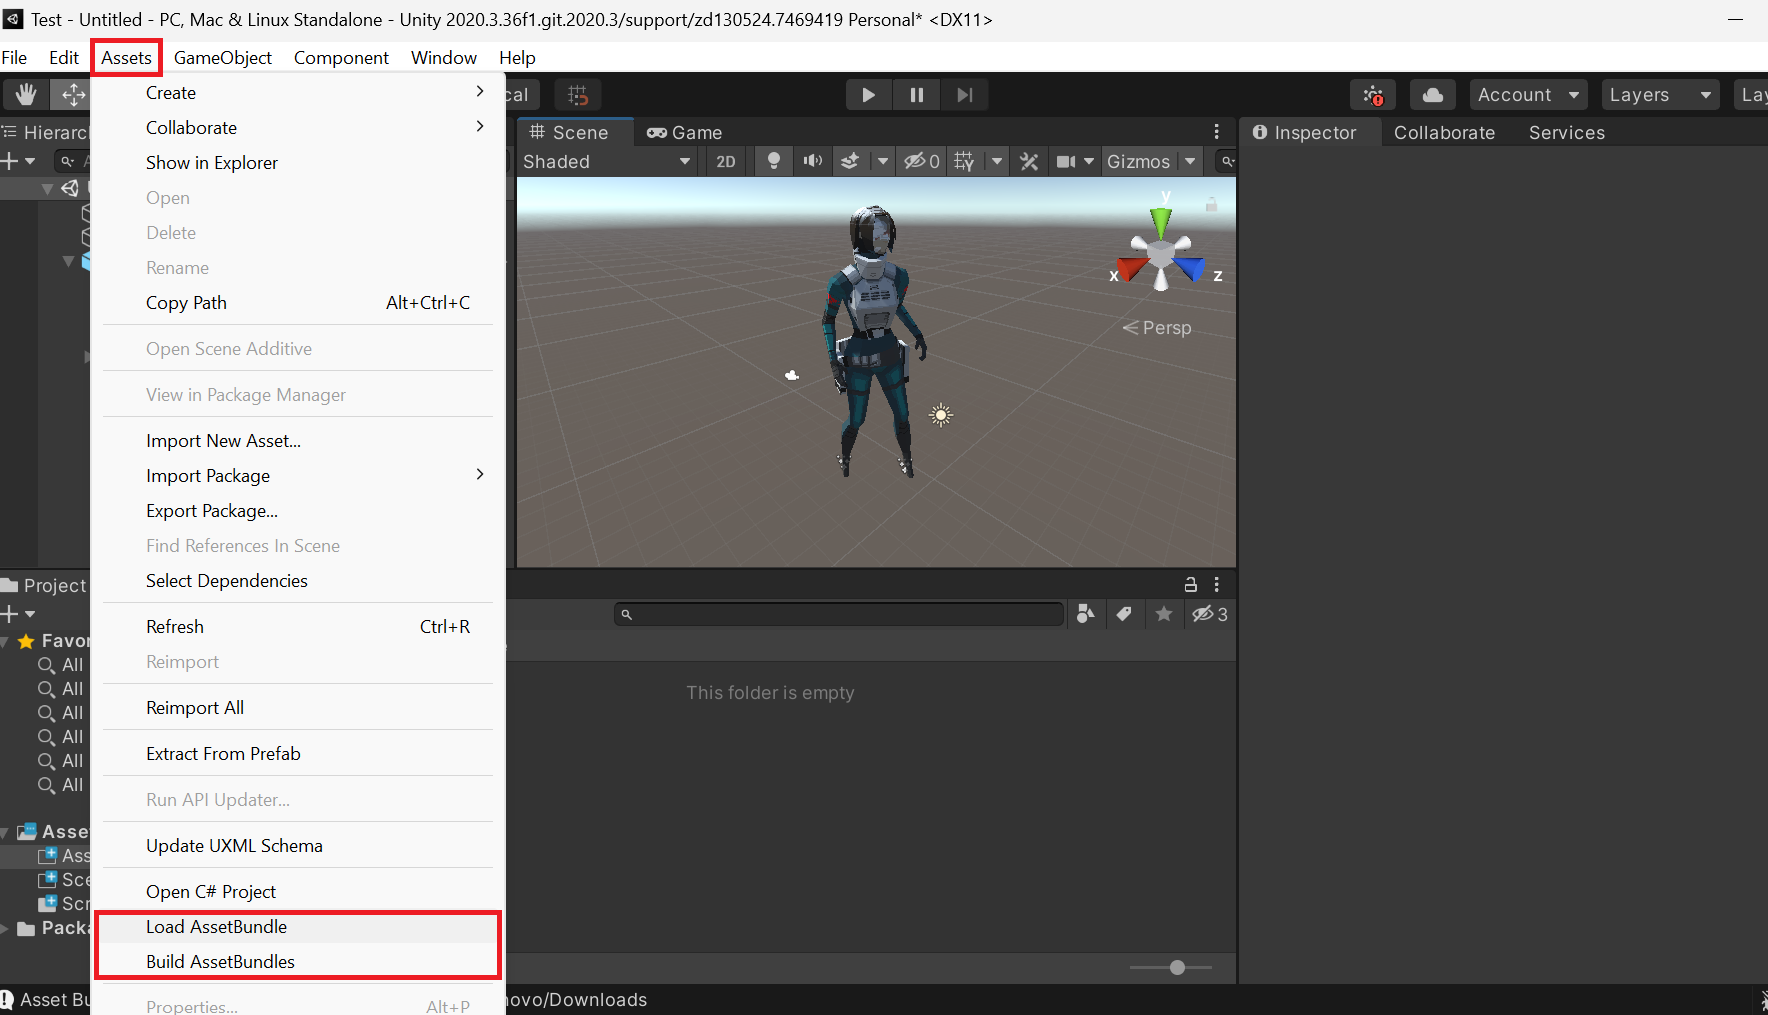 Test - Untitled - PC, Mac & Linux Standalone - Unity 2020.3.36f1.git.2020.3/support/zd130524.7469419 Personal* <DX11>
File Edit Assets GameObject Component Window Help
Account Layers
Hierarc
Scene Game
Inspector Collaborate Services
Shaded 2D 0 Gizmos
Create
Collaborate
Show in Explorer
Open
Delete
Rename
Copy Path Alt+Ctrl+C
Open Scene Additive
View in Package Manager
Import New Asset...
Import Package
Export Package...
Find References In Scene
Select Dependencies
Refresh Ctrl+R
Reimport
Reimport All
Extract From Prefab
Run API Updater...
Update UXML Schema
Open C# Project
Load AssetBundle
Build AssetBundles
Properties... Alt+P
y
x z
Persp
Project
3
Favor
All
All
All
All
All
All
Asse
Ass
Sce
Scr
Packa
This folder is empty
Asset Bu novo/Downloads